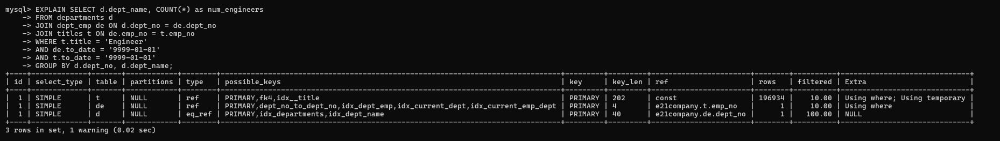 mysql> EXPLAIN SELECT d.dept_name, COUNT(*) as num_engineers
    -> FROM departments d
    -> JOIN dept_emp de ON d.dept_no = de.dept_no
    -> JOIN titles t ON de.emp_no = t.emp_no
    -> WHERE t.title = 'Engineer'
    -> AND de.to_date = '9999-01-01'
    -> AND t.to_date = '9999-01-01'
    -> GROUP BY d.dept_no, d.dept_name;
+----+-------------+-------+------------+--------+------------------------------------------------------------------------------+---------+---------+-----------------------+--------+----------+------------------------------+
| id | select_type | table | partitions | type   | possible_keys                                                                | key     | key_len | ref                   | rows   | filtered | Extra                        |
+----+-------------+-------+------------+--------+------------------------------------------------------------------------------+---------+---------+-----------------------+--------+----------+------------------------------+
|  1 | SIMPLE      | t     | NULL       | ref    | PRIMARY,fk4,idx__title                                                       | PRIMARY | 202     | const                 | 196934 |    10.00 | Using where; Using temporary |
|  1 | SIMPLE      | de    | NULL       | ref    | PRIMARY,dept_no_to_dept_no,idx_dept_emp,idx_current_dept,idx_current_emp_dept | PRIMARY | 4       | e21company.t.emp_no   |      1 |    10.00 | Using where                  |
|  1 | SIMPLE      | d     | NULL       | eq_ref | PRIMARY,idx_departments,idx_dept_name                                        | PRIMARY | 40      | e21company.de.dept_no |      1 |   100.00 | NULL                         |
+----+-------------+-------+------------+--------+------------------------------------------------------------------------------+---------+---------+-----------------------+--------+----------+------------------------------+
3 rows in set, 1 warning (0.02 sec)